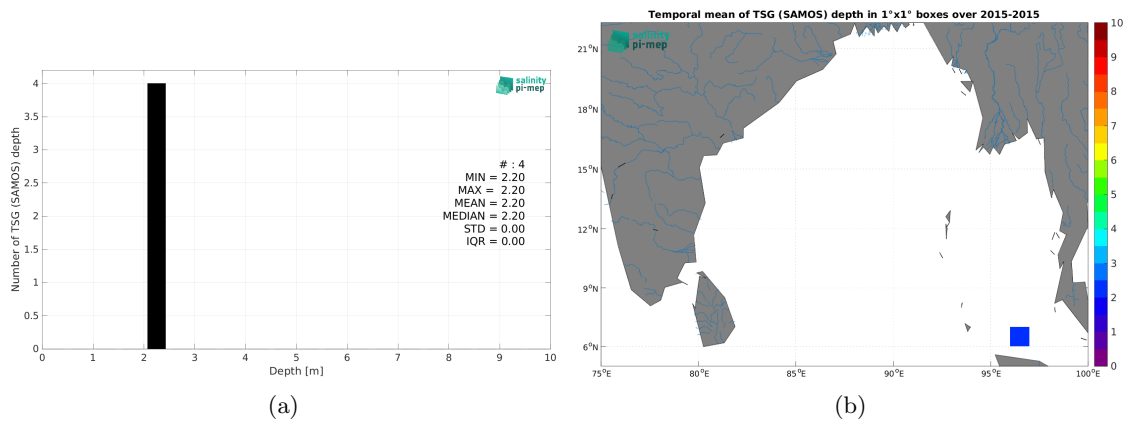 salinity
pi-mep
Number of TSG (SAMOS) depth
4
3.5
3
2.5
2
1.5
1
0.5
0
# : 4
MIN = 2.20
MAX = 2.20
MEAN = 2.20
MEDIAN = 2.20
STD = 0.00
IQR = 0.00
0 1 2 3 4 5 6 7 8 9 10
Depth [m]
(a)
Temporal mean of TSG (SAMOS) depth in 1°x1° boxes over 2015-2015
salinity
pi-mep
21°N
18°N
15°N
12°N
9°N
6°N
75°E 80°E 85°E 90°E 95°E 100°E
10
9
8
7
6
5
4
3
2
1
0
(b)